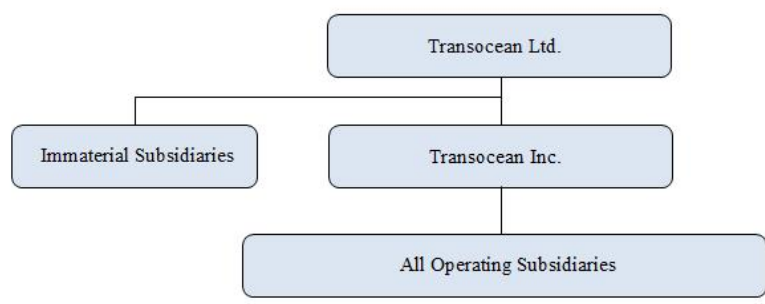 Transocean Ltd.
Immaterial Subsidiaries
Transocean Inc.
All Operating Subsidiaries